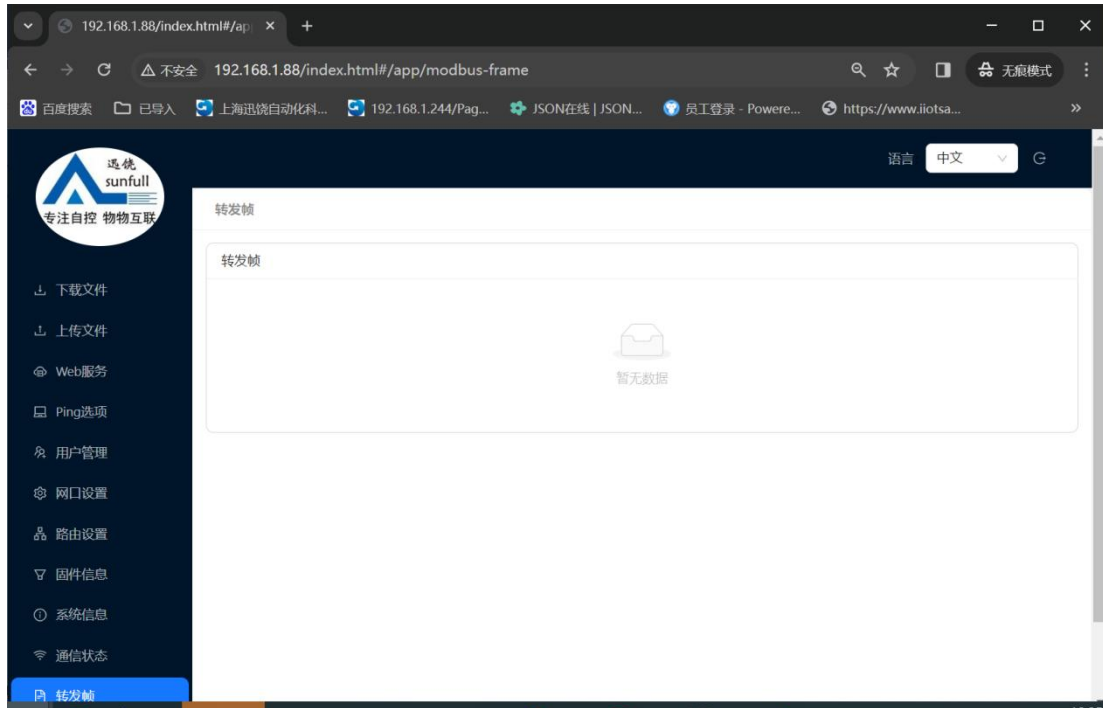 192.168.1.88/index.html#/ap
不安全 192.168.1.88/index.html#/app/modbus-frame 无痕模式
百度搜索 已导入 上海迅饶自动化科... 192.168.1.244/Pag... JSON在线 | JSON... 员工登录 - Powere... https://www.iiotsa...
迅饶
sunfull
专注自控 物物互联
语言 中文
转发帧
转发帧
暂无数据
下载文件
上传文件
Web服务
Ping选项
用户管理
网口设置
路由设置
固件信息
系统信息
通信状态
转发帧